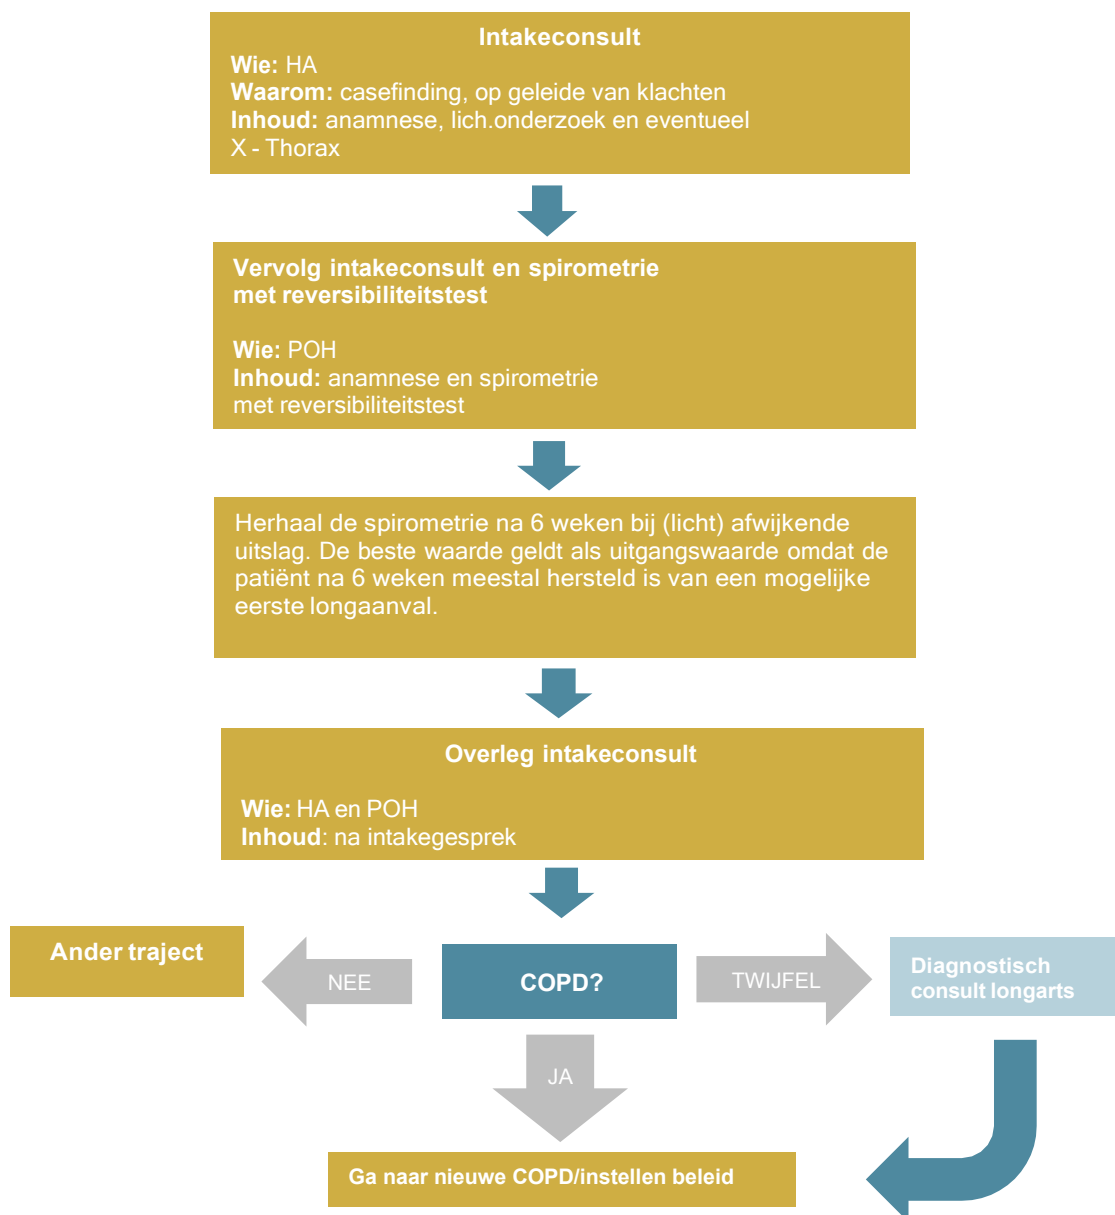 Intakeconsult
Wie: HA
Waarom: casefinding, op geleide van klachten
Inhoud: anamnese, lich.onderzoek en eventueel
X - Thorax
Vervolg intakeconsult en spirometrie
met reversibiliteitstest
Wie: POH
Inhoud: anamnese en spirometrie
met reversibiliteitstest
Herhaal de spirometrie na 6 weken bij (licht) afwijkende
uitslag. De beste waarde geldt als uitgangswaarde omdat de
patiënt na 6 weken meestal hersteld is van een mogelijke
eerste longaanval.
Overleg intakeconsult
Wie: HA en POH
Inhoud: na intakegesprek
Ander traject
NEE
COPD?
TWIJFEL
Diagnostisch
consult longarts
JA
Ga naar nieuwe COPD/instellen beleid